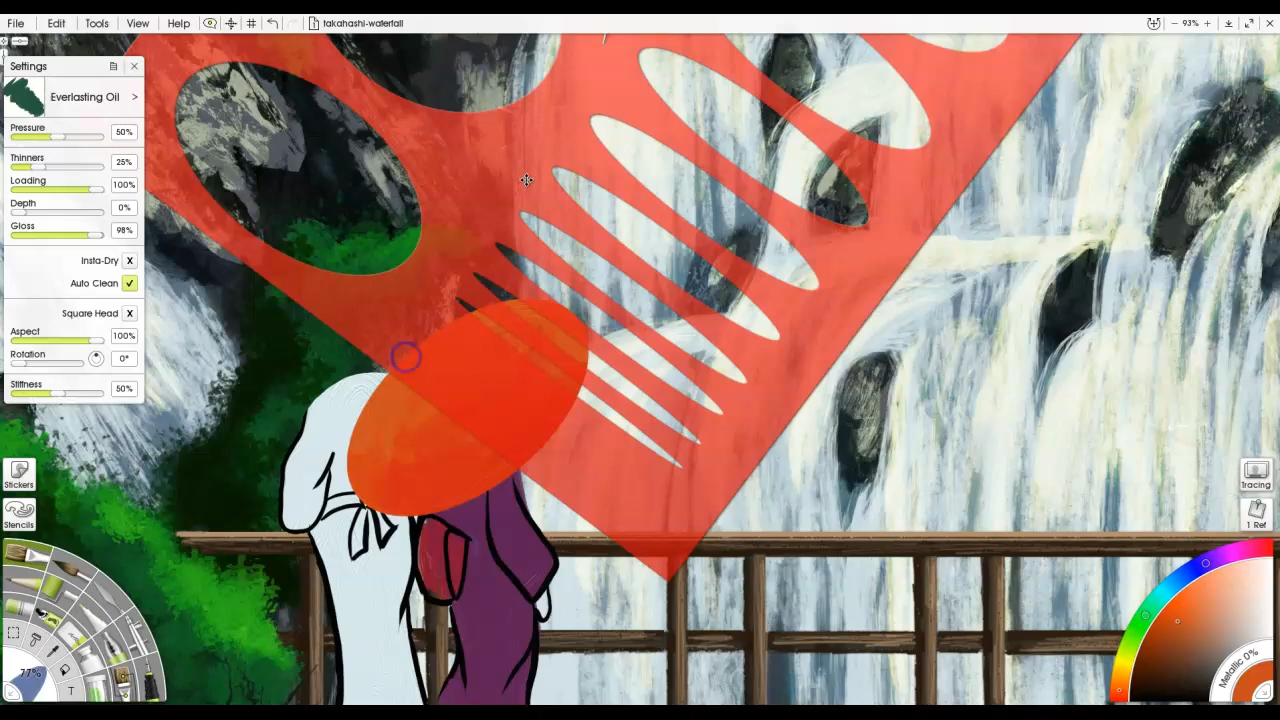 File Edit Tools View Help takahashi-waterfall 93%
Settings
Everlasting Oil >
Pressure 50%
Thinners 25%
Loading 100%
Depth 0%
Gloss 98%
Insta-Dry X
Auto Clean
Square Head X
Aspect 100%
Rotation 0°
Stiffness 50%
Stickers
Tracing
Stencils
1 Ref
77%
T
Metallic 0%